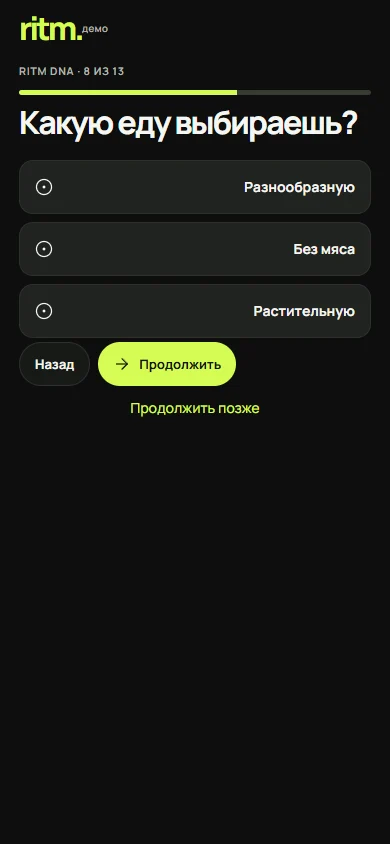 ritm. демо
RITM DNA · 8 ИЗ 13
Какую еду выбираешь?
Разнообразную
Без мяса
Растительную
Назад
Продолжить
Продолжить позже